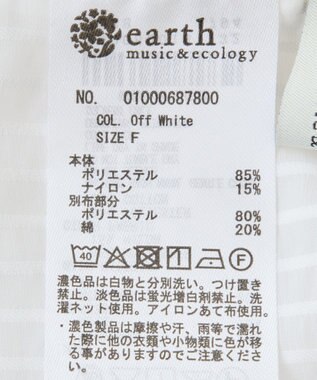 earth
music&ecology
NO. 01000687800
COL. Off White
SIZE F
本体
ポリエステル 85%
ナイロン 15%
別布部分
ポリエステル 80%
綿 20%
40
F
濃色品は白物と分別洗い。つけ置き
禁止。淡色品は蛍光増白剤禁止。洗
濯ネット使用。アイロンあて布使用。
・濃色製品は摩擦や汗、雨等で濡れ
た際に他の衣類や小物類に色が移
る事がありますのでご注意くださ
い。